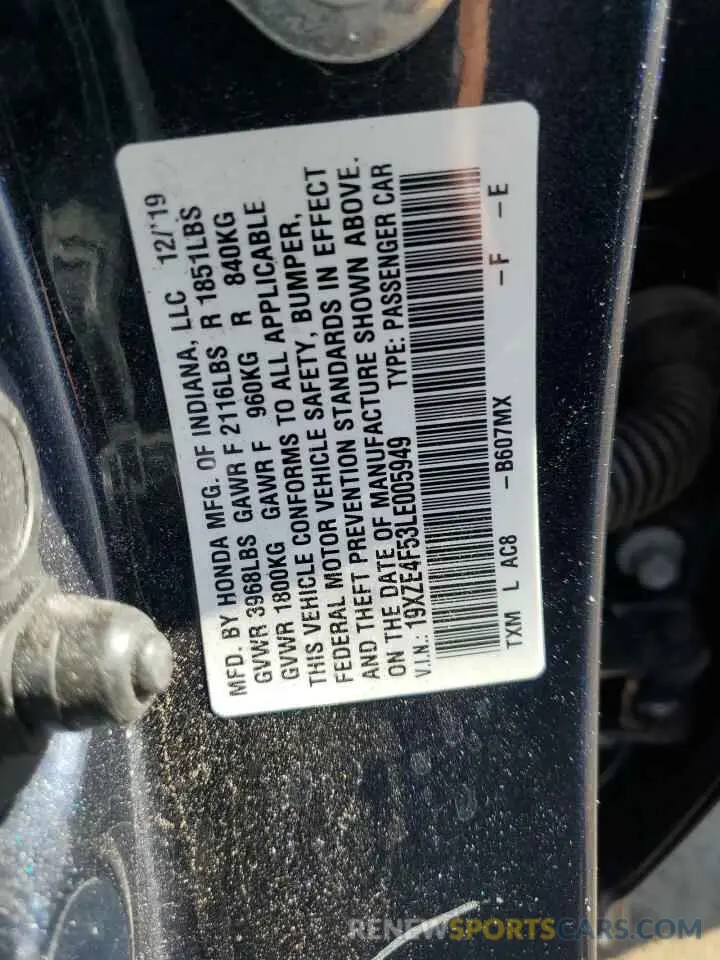 MFD. BY HONDA MFG. OF INDIANA, LLC 12/'19
GVWR 3968LBS GAWR F 2116LBS R 1851LBS
GVWR 1800KG GAWR F 960KG R 840KG
THIS VEHICLE CONFORMS TO ALL APPLICABLE
FEDERAL MOTOR VEHICLE SAFETY, BUMPER,
AND THEFT PREVENTION STANDARDS IN EFFECT
ON THE DATE OF MANUFACTURE SHOWN ABOVE.
V.I.N.: 19XZE4F53LE005949 TYPE: PASSENGER CAR
TXM L AC8 -B607MX -F -E
RENEWSPORTSCARS.COM